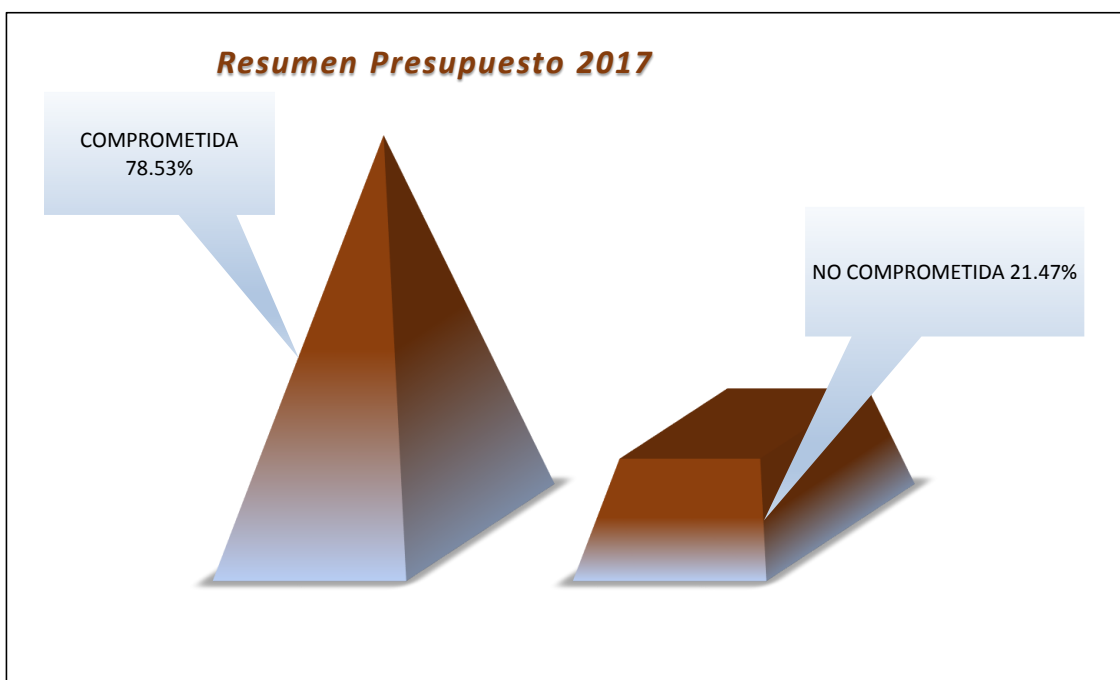 Resumen Presupuesto 2017
COMPROMETIDA
78.53%
NO COMPROMETIDA 21.47%